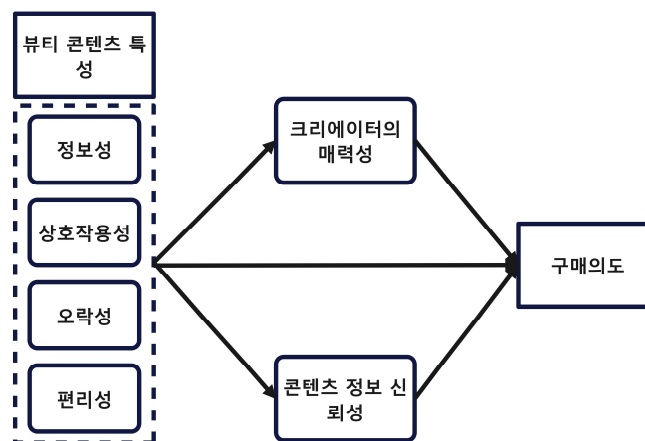 뷰티 콘텐츠 특
성
정보성
상호작용성
오락성
편리성
크리에이터의
매력성
콘텐츠 정보 신
뢰성
구매의도